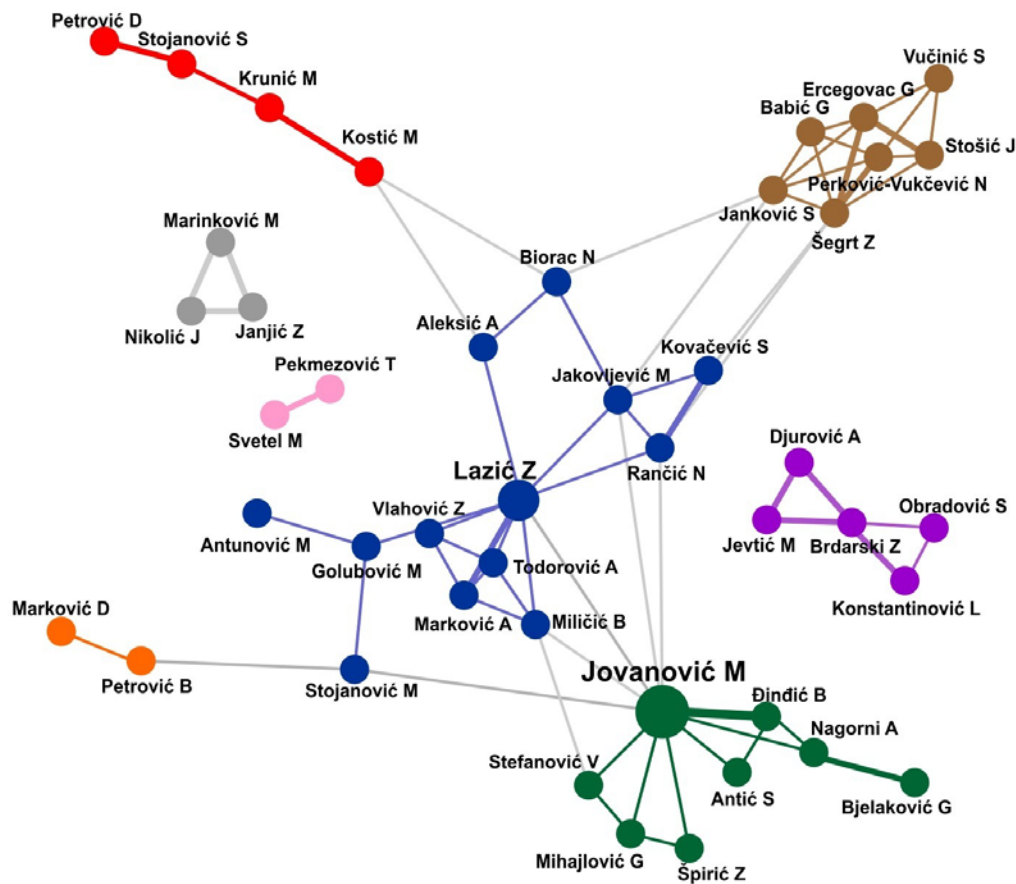 Petrović D
Stojanović S
Krunić M
Kostić M
Vučinić S
Ercegovac G
Babić G
Stošić J
Perković-Vukčević N
Janković S
Šegrt Z
Marinković M
Nikolić J
Janjić Z
Biorac N
Aleksić A
Kovačević S
Jakovljević M
Pekmezović T
Svetel M
Rančić N
Lazić Z
Vlahović Z
Djurović A
Obradović S
Jevtić M
Brdarski Z
Konstantinović L
Antunović M
Golubović M
Todorović A
Marković A
Miličić B
Marković D
Petrović B
Stojanović M
Jovanović M
Đinđić B
Nagorni A
Stefanović V
Antić S
Bjelaković G
Mihajlović G
Špirić Z